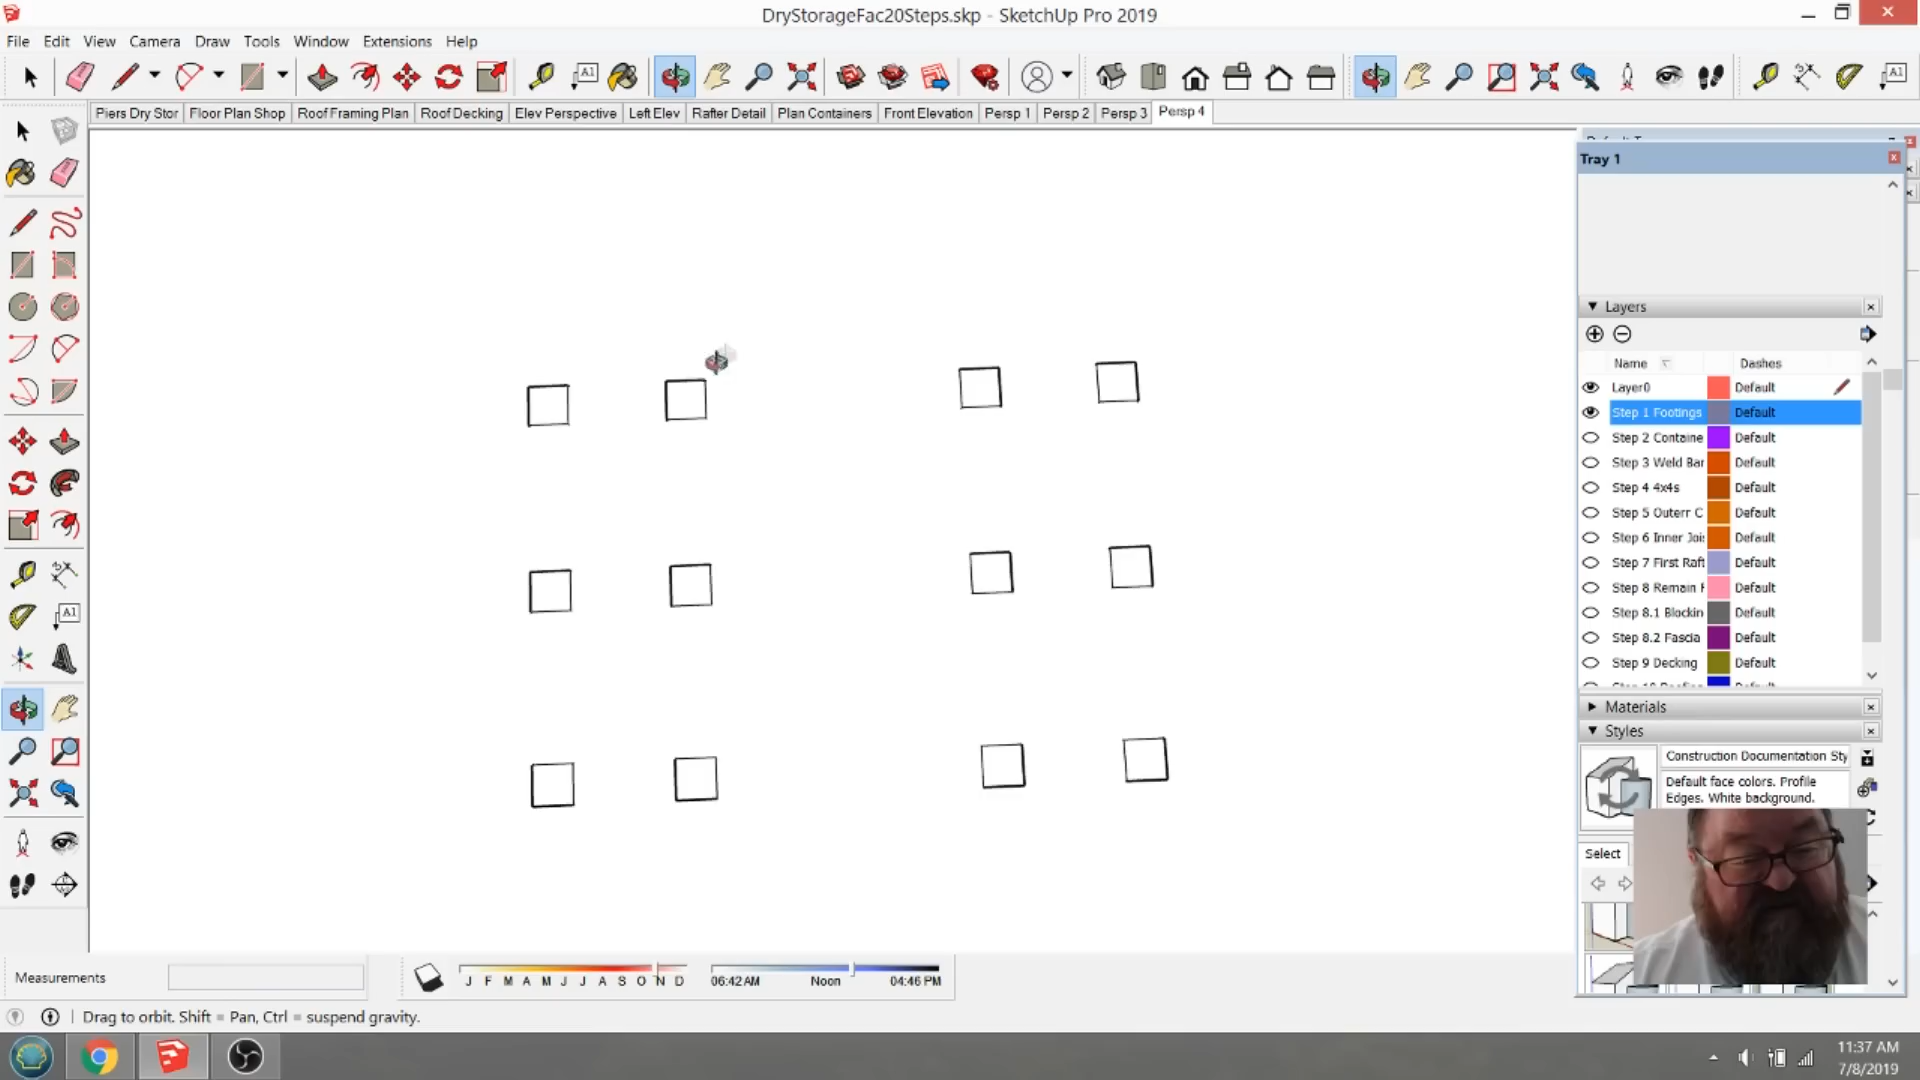 DryStorageFac20Steps.skp - SketchUp Pro 2019
File Edit View Camera Draw Tools Window Extensions Help
A1
A1
Piers Dry Stor Floor Plan Shop Roof Framing Plan Roof Decking Elev Perspective Left Elev Rafter Detail Plan Containers Front Elevation Persp 1 Persp 2 Persp 3 Persp 4
Tray 1
Layers
Name Dashes
Layer0 Default
Step 1 Footings Default
Step 2 Containe Default
Step 3 Weld Bar Default
Step 4 4x4s Default
Step 5 Outerr C Default
Step 6 Inner Joi Default
Step 7 First Raft Default
Step 8 Remain Default
Step 8.1 Blockin Default
Step 8.2 Fascia Default
Step 9 Decking Default
A1
Materials
Styles
Construction Documentation Sty
Default face colors. Profile
Edges. White background.
Select
Measurements
J F M A M J J A S O N D
06:42 AM Noon 04:46 PM
Drag to orbit. Shift = Pan, Ctrl = suspend gravity.
11:37 AM
7/8/2019